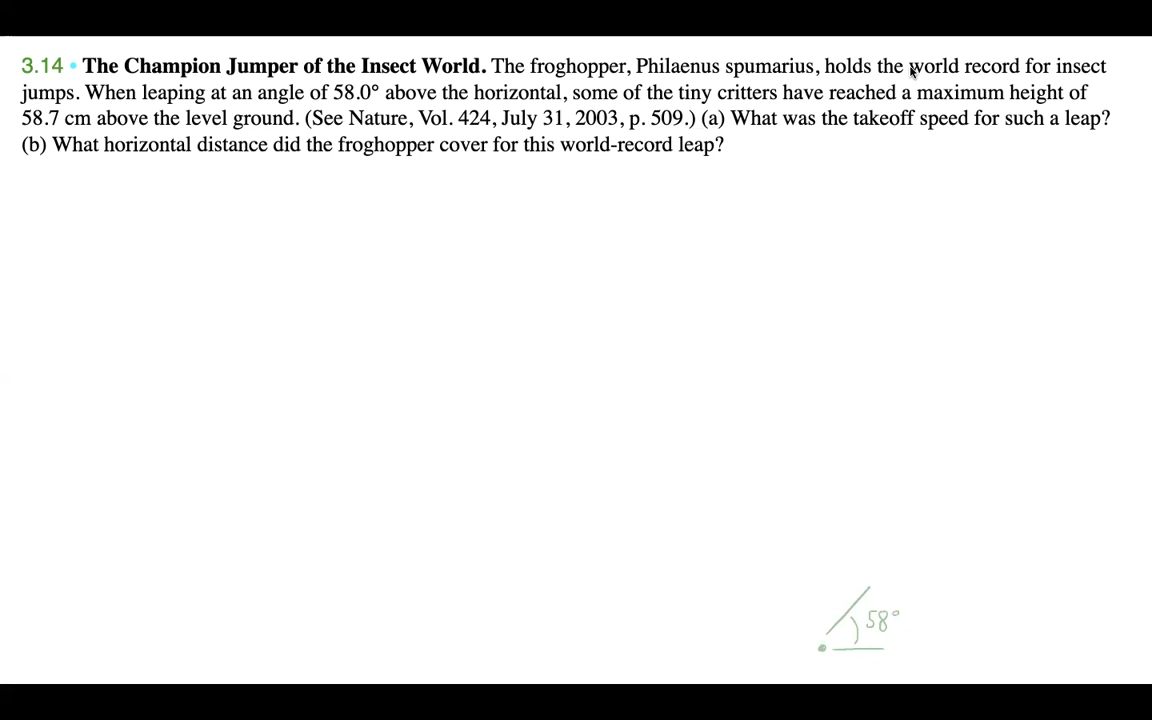 3.14 • The Champion Jumper of the Insect World. The froghopper, Philaenus spumarius, holds the world record for insect
jumps. When leaping at an angle of 58.0° above the horizontal, some of the tiny critters have reached a maximum height of
58.7 cm above the level ground. (See Nature, Vol. 424, July 31, 2003, p. 509.) (a) What was the takeoff speed for such a leap?
(b) What horizontal distance did the froghopper cover for this world-record leap?
58°